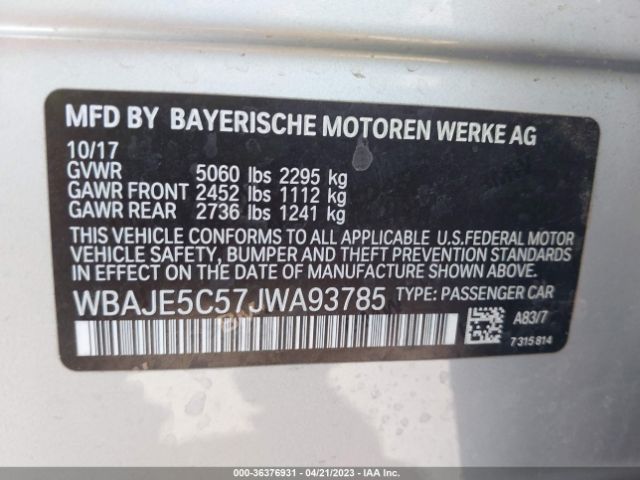 MFD BY BAYERISCHE MOTOREN WERKE AG
10/17
GVWR 5060 lbs 2295 kg
GAWR FRONT 2452 lbs 1112 kg
GAWR REAR 2736 lbs 1241 kg
THIS VEHICLE CONFORMS TO ALL APPLICABLE U.S.FEDERAL MOTOR
VEHICLE SAFETY, BUMPER AND THEFT PREVENTION STANDARDS IN
EFFECT ON THE DATE OF MANUFACTURE SHOWN ABOVE.
WBAJE5C57JWA93785 TYPE: PASSENGER CAR
A83/7
7 315 814
000-36376931 - 04/21/2023 - IAA Inc.